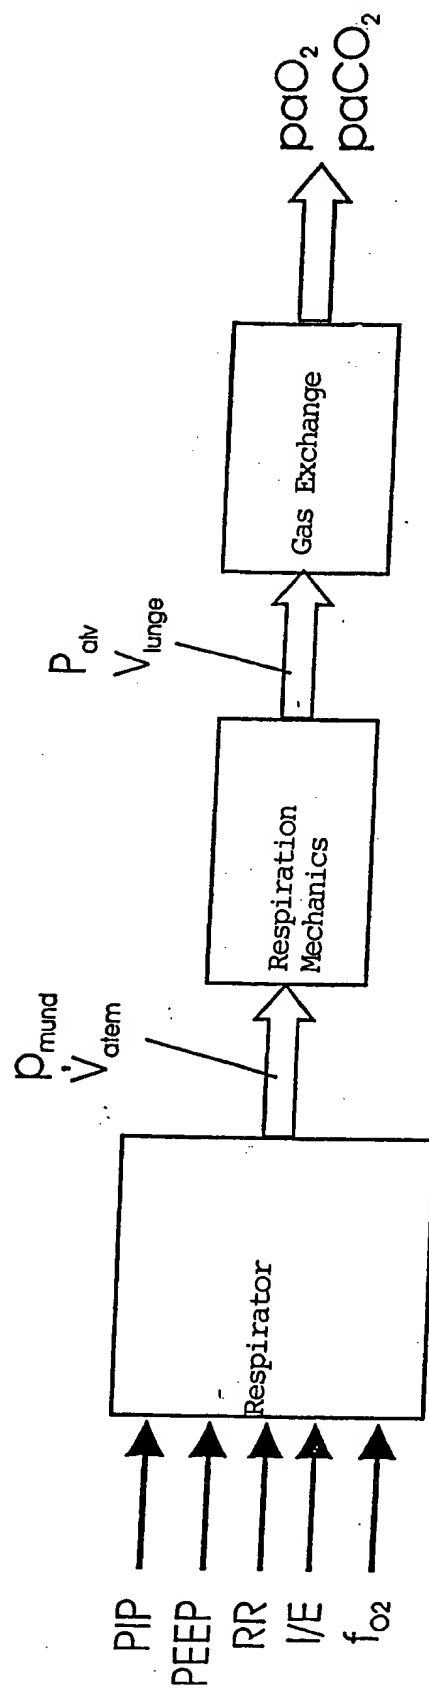 PIP
PEEP
RR
I/E
fO2
Respirator
pmund
V̇atem
Respiration
Mechanics
Palv
Vlunge
Gas Exchange
paO2
paCO2